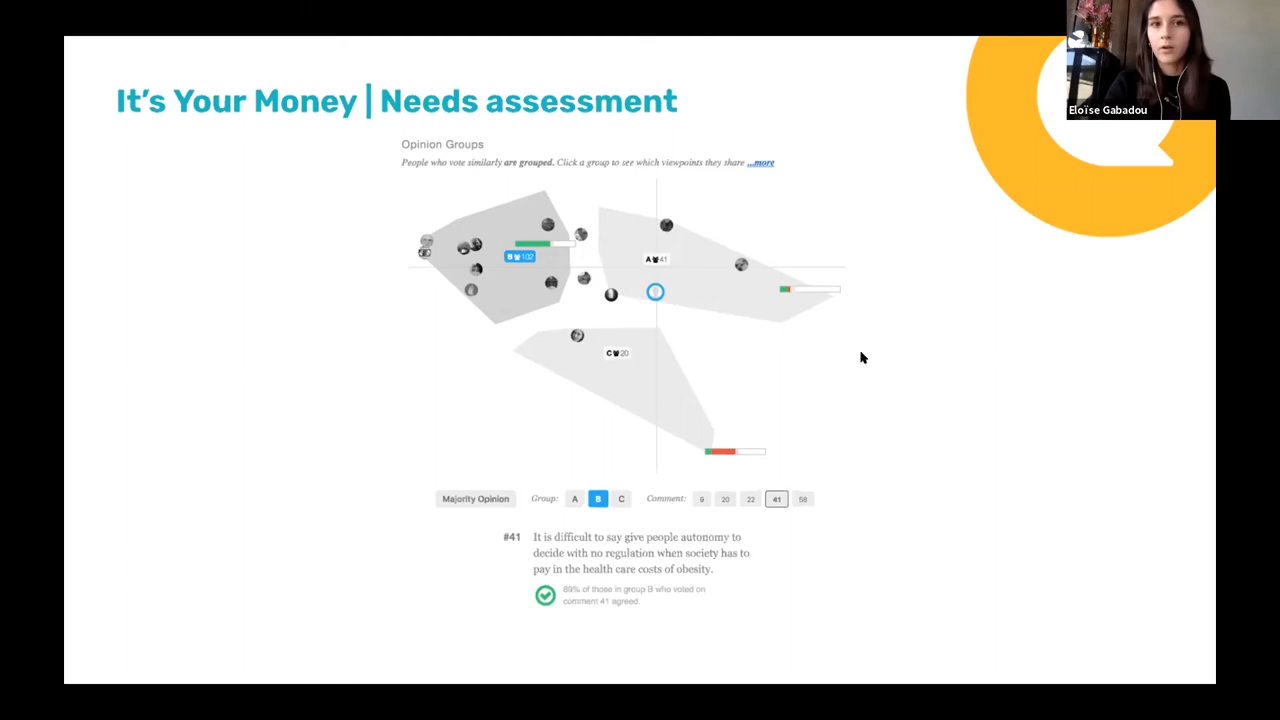 It's Your Money | Needs assessment
Eloïse Gabadou
Opinion Groups
People who vote similarly are grouped. Click a group to see which viewpoints they share ...more
B 102
A 41
C 20
Majority Opinion Group: A B C Comment: 9 20 22 41 58
#41 It is difficult to say give people autonomy to
decide with no regulation when society has to
pay in the health care costs of obesity.
89% of those in group B who voted on
comment 41 agreed.